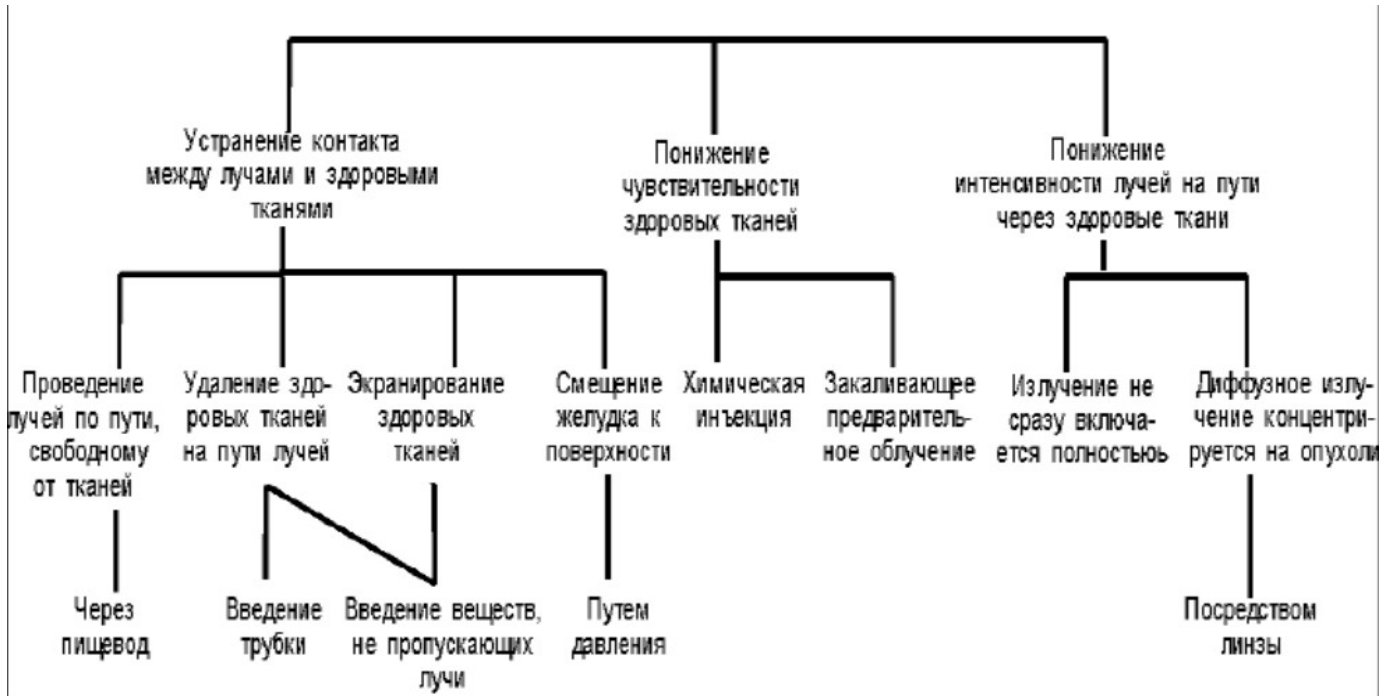 Устранение контакта
между лучами и здоровыми
тканями
Понижение
чувствительности
здоровых тканей
Понижение
интенсивности лучей на пути
через здоровые ткани
Проведение
лучей по пути,
свободному
от тканей
Удаление здо-
ровых тканей
на пути лучей
Экранирование
здоровых
тканей
Смещение
желудка к
поверхности
Химическая
инъекция
Закаливающее
предваритель-
ное облучение
Излучение не
сразу включа-
ется полностьюь
Диффузное излу-
чение концентри-
руется на опухоли
Через
пищевод
Введение
трубки
Введение веществ,
не пропускающих
лучи
Путем
давления
Посредством
линзы